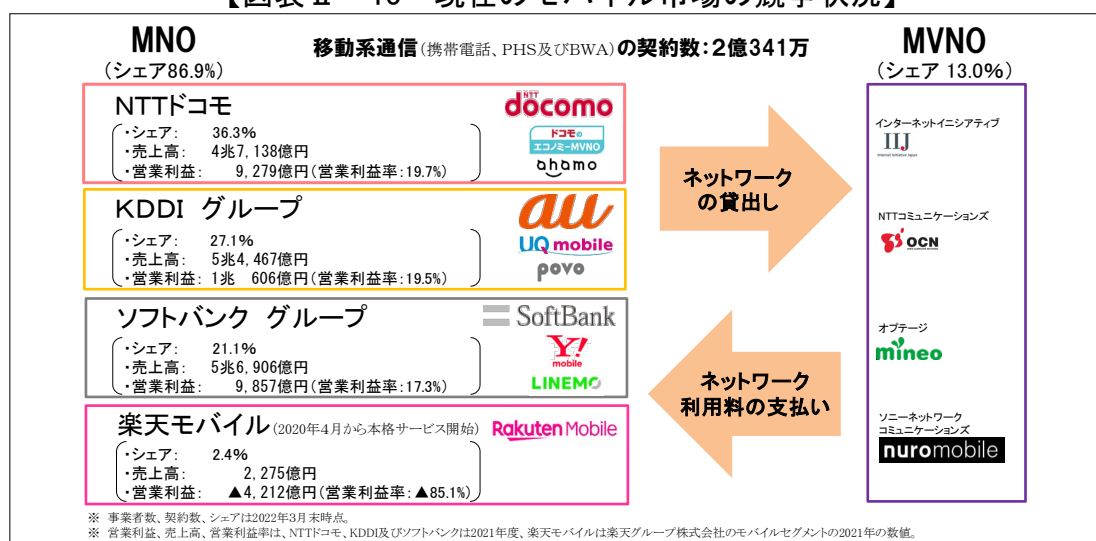 MNO
(シェア86.9%)
移動系通信(携帯電話、PHS及びBWA)の契約数:2億341万
MVNO
(シェア 13.0%)
NTTドコモ
・シェア: 36.3%
・売上高: 4兆7,138億円
・営業利益: 9,279億円(営業利益率:19.7%)
NTT
docomo
ドコモの
エコノミーMVNO
ahamo
KDDI グループ
・シェア: 27.1%
・売上高: 5兆4,467億円
・営業利益: 1兆 606億円(営業利益率:19.5%)
au
UQ mobile
povo
ソフトバンク グループ
・シェア: 21.1%
・売上高: 5兆6,906億円
・営業利益: 9,857億円(営業利益率:17.3%)
SoftBank
Y!
mobile
LINEMO
楽天モバイル(2020年4月から本格サービス開始)
・シェア: 2.4%
・売上高: 2,275億円
・営業利益: ▲4,212億円(営業利益率:▲85.1%)
Rakuten Mobile
ネットワーク
の貸出し
ネットワーク
利用料の支払い
インターネットイニシアティブ
IIJ
Internet Initiative Japan
NTTコミュニケーションズ
OCN
オプテージ
mineo
ソニーネットワーク
コミュニケーションズ
nuromobile
※ 事業者数、契約数、シェアは2022年3月末時点。
※ 営業利益、売上高、営業利益率は、NTTドコモ、KDDI及びソフトバンクは2021年度、楽天モバイルは楽天グループ株式会社のモバイルセグメントの2021年の数値。